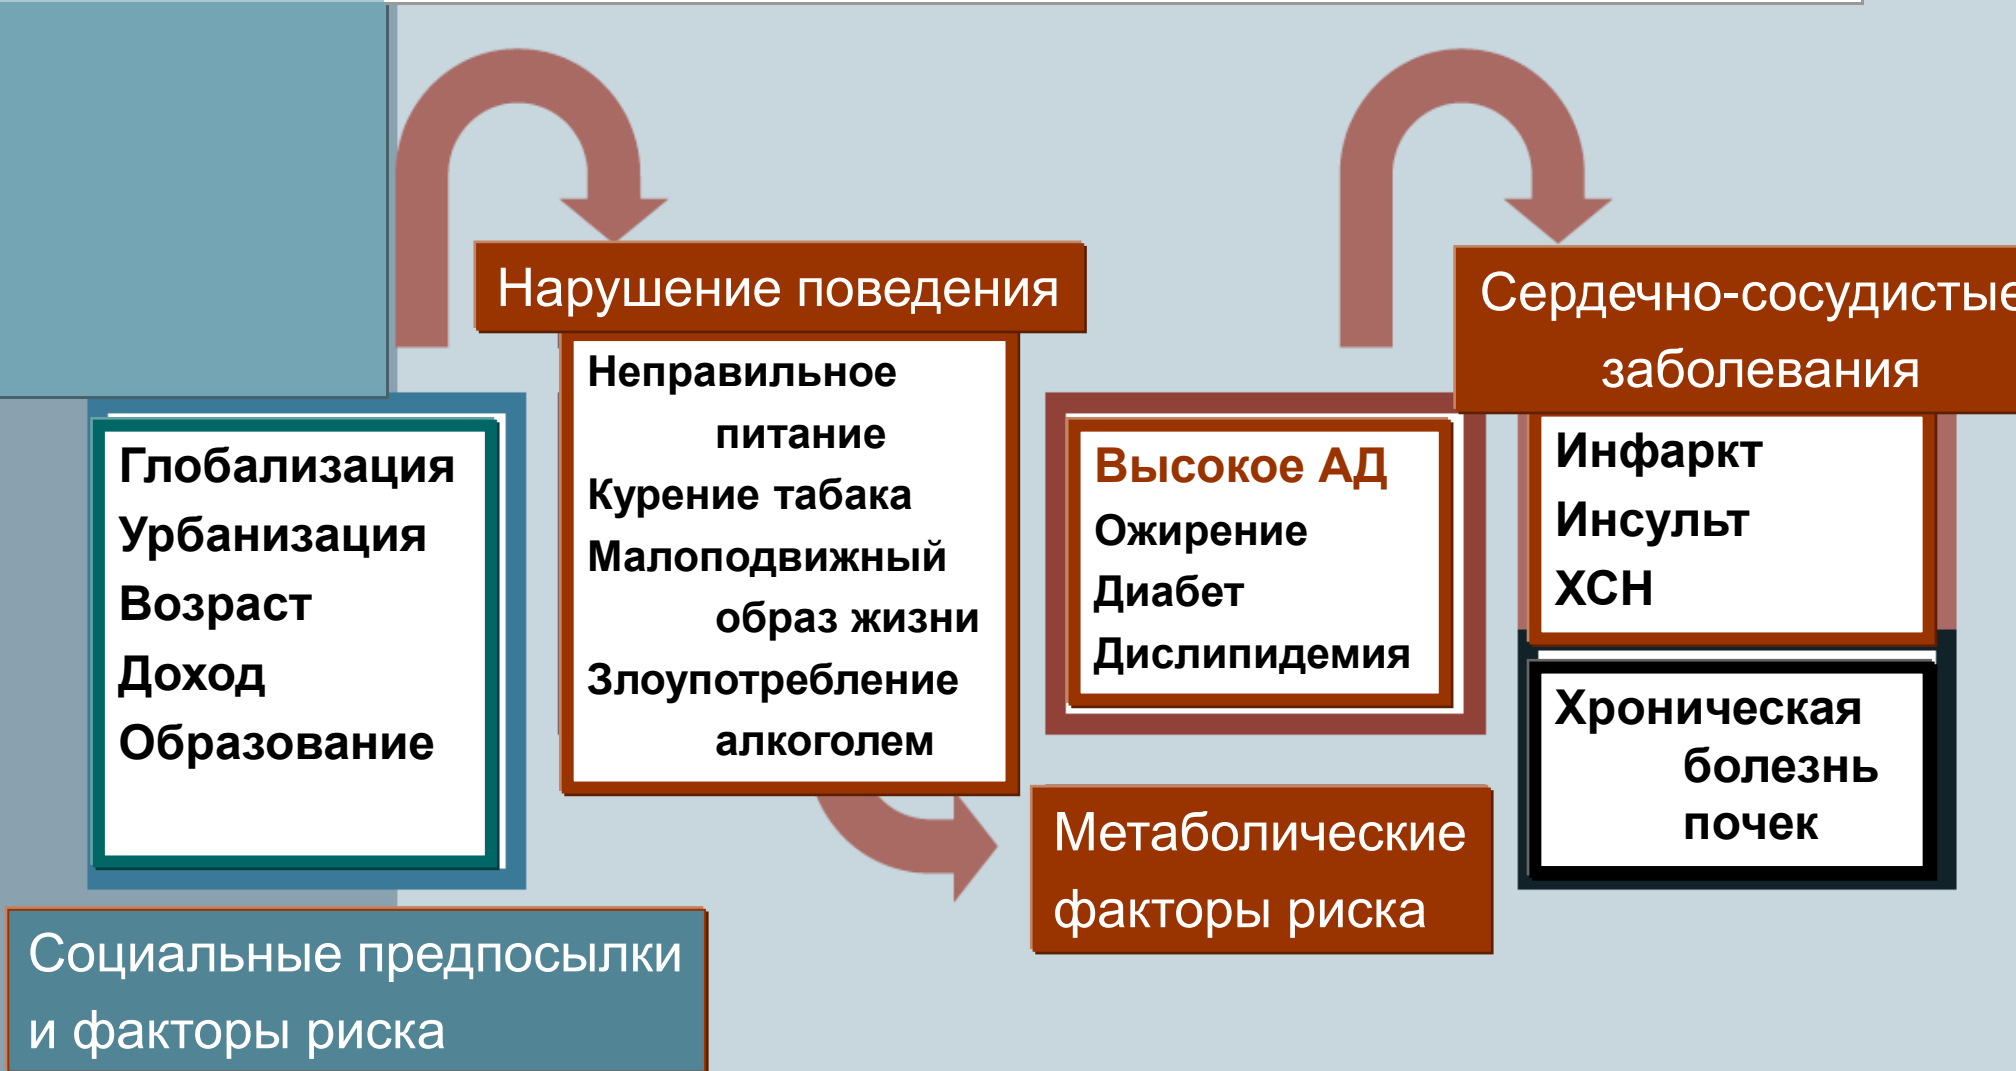 Глобализация
Урбанизация
Возраст
Доход
Образование
Социальные предпосылки
и факторы риска
Нарушение поведения
Неправильное
питание
Курение табака
Малоподвижный
образ жизни
Злоупотребление
алкоголем
Высокое АД
Ожирение
Диабет
Дислипидемия
Метаболические
факторы риска
Сердечно-сосудистые
заболевания
Инфаркт
Инсульт
ХСН
Хроническая
болезнь
почек